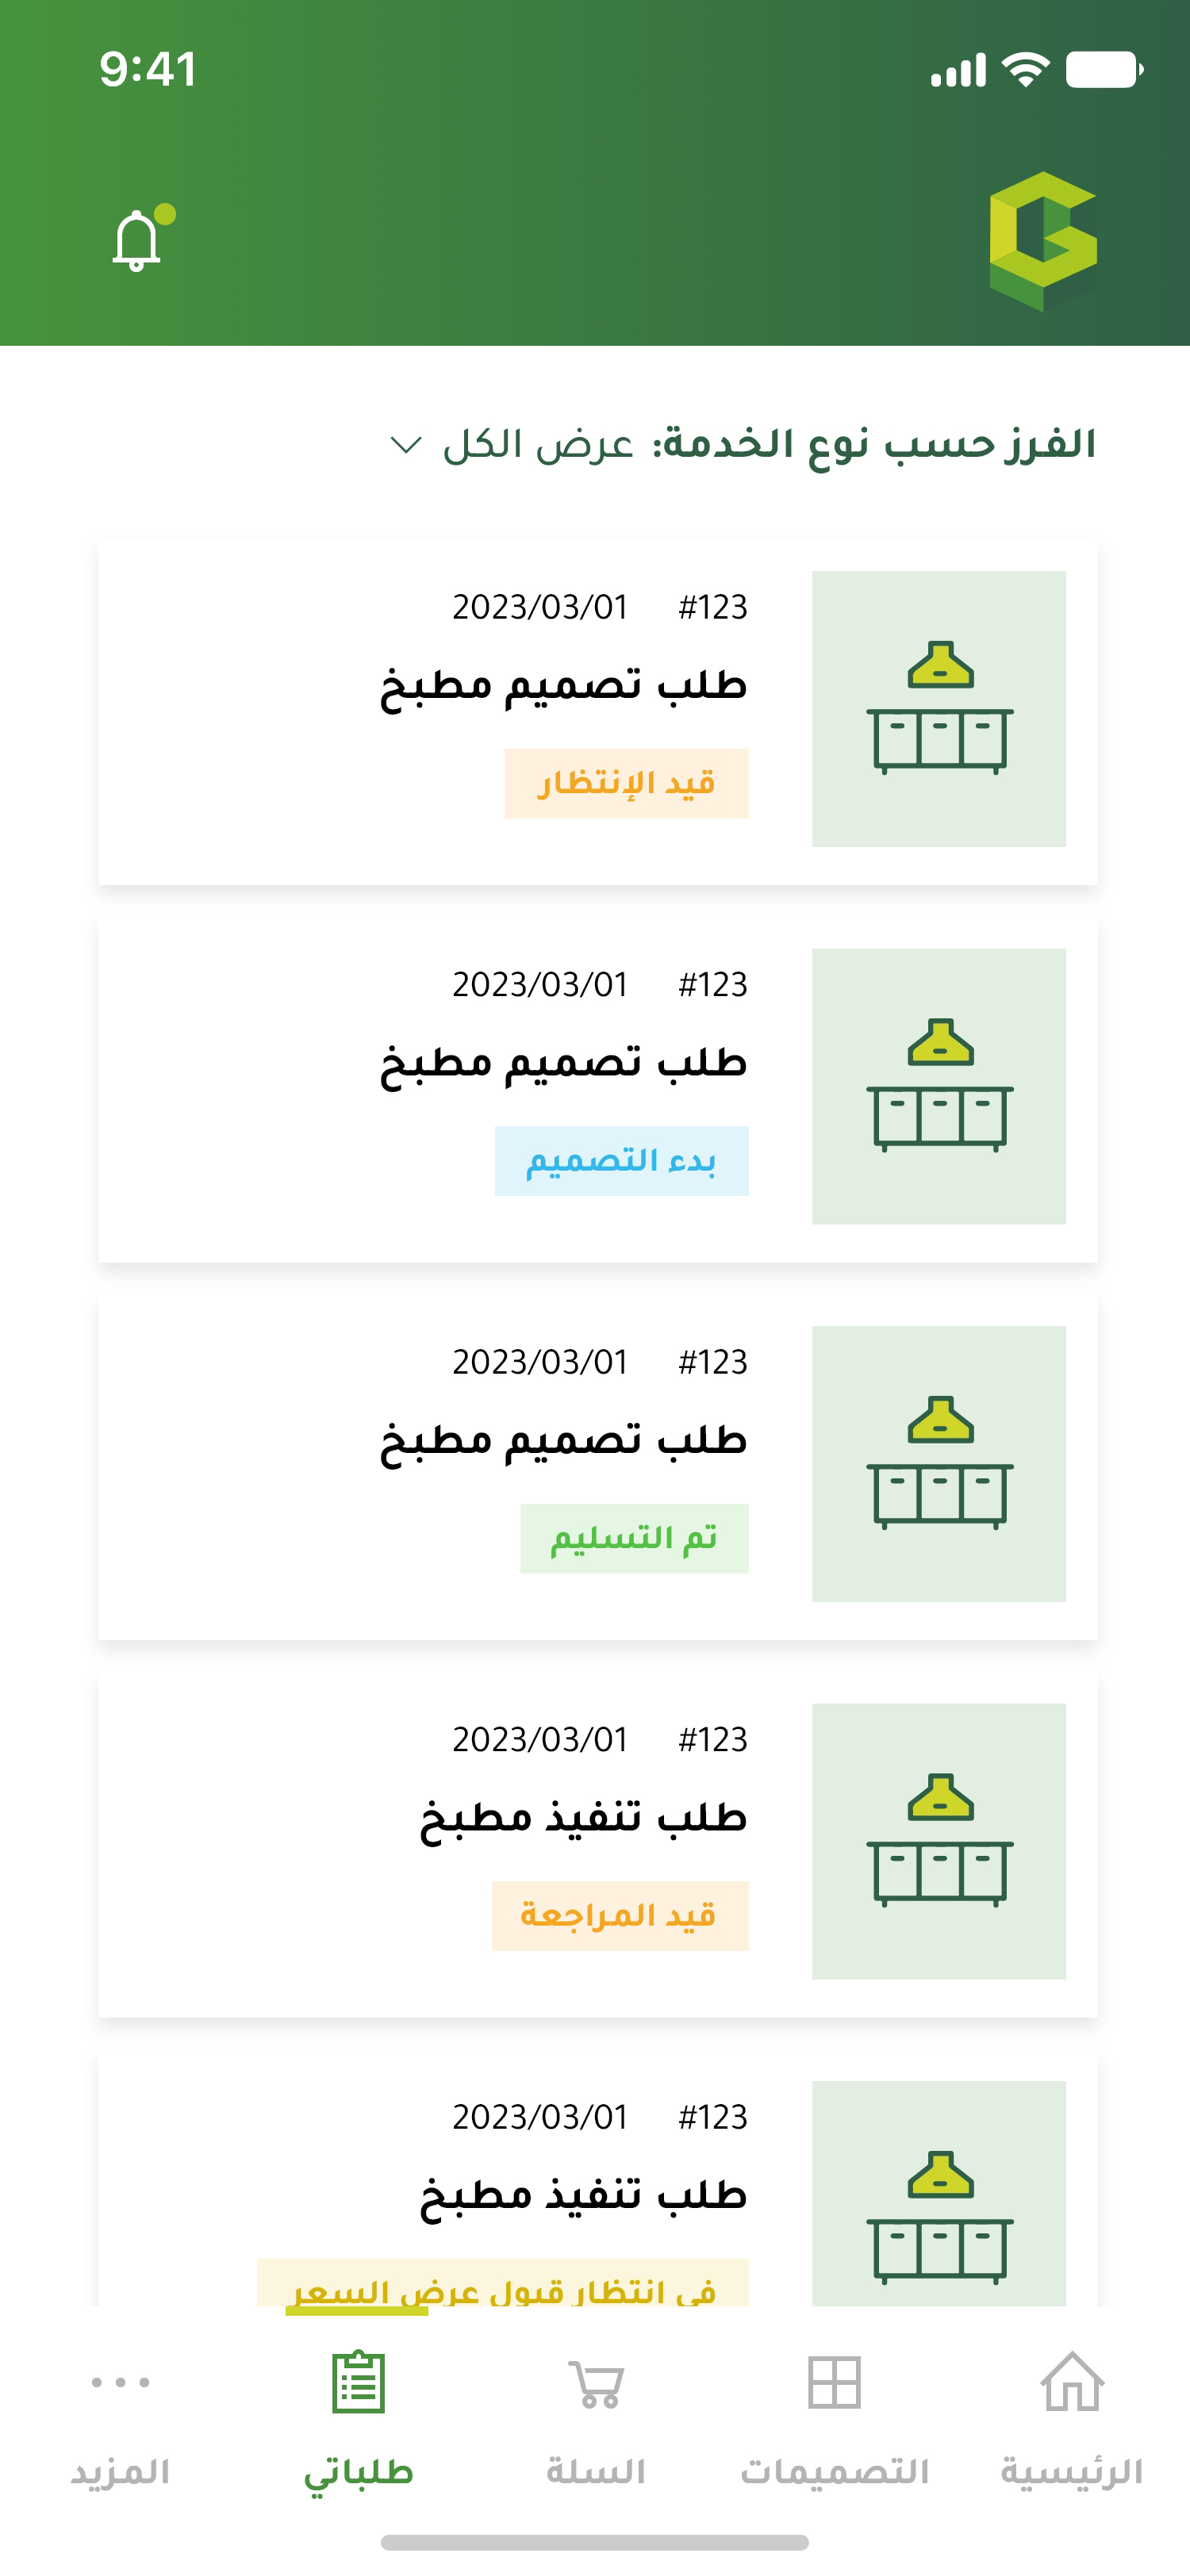 9:41
الفرز حسب نوع الخدمة: عرض الكل
#123 2023/03/01
طلب تصميم مطبخ
قيد الإنتظار
#123 2023/03/01
طلب تصميم مطبخ
بدء التصميم
#123 2023/03/01
طلب تصميم مطبخ
تم التسليم
#123 2023/03/01
طلب تنفيذ مطبخ
قيد المراجعة
#123 2023/03/01
طلب تنفيذ مطبخ
في انتظار قبول عرض السعر
الرئيسية التصميمات السلة طلباتي المزيد